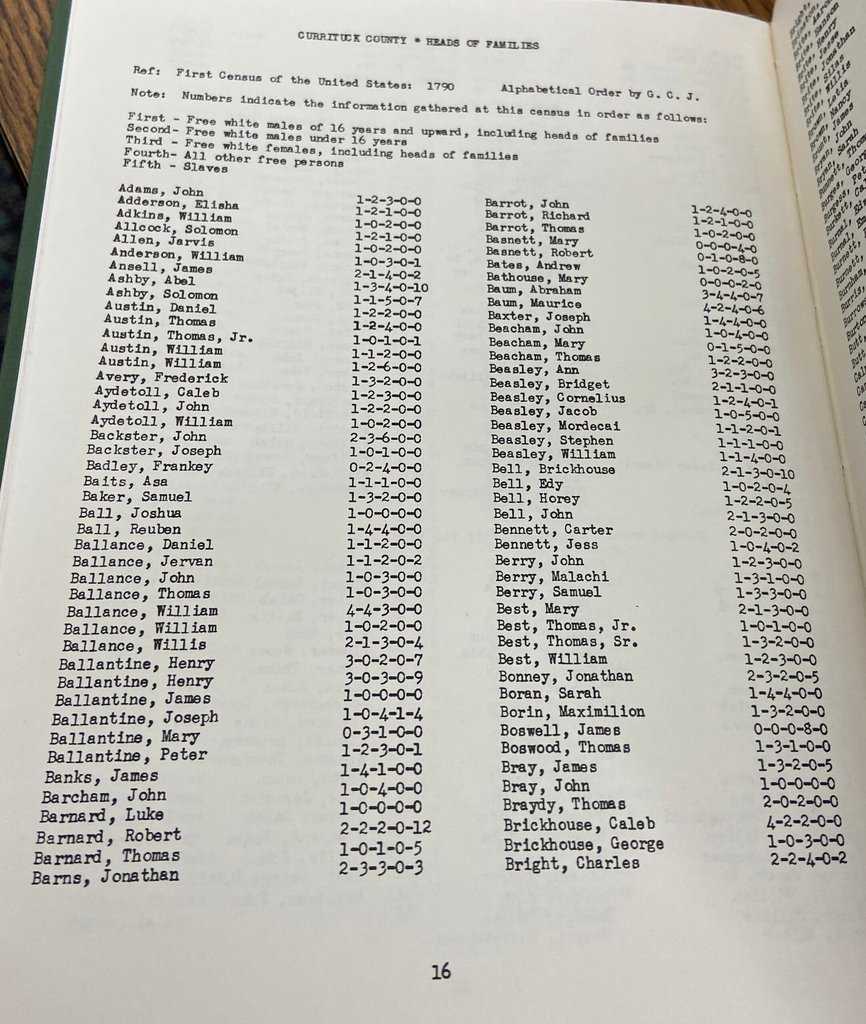 CURRITUCK COUNTY * HEADS OF FAMILIES
Ref: First Census of the United States: 1790 Alphabetical Order by G. C. J.
Note: Numbers indicate the information gathered at this census in order as follows:
First - Free white males of 16 years and upward, including heads of families
Second- Free white males under 16 years
Third - Free white females, including heads of families
Fourth- All other free persons
Fifth - Slaves
Adams, John 1-2-3-0-0
Adderson, Elisha 1-2-1-0-0
Adkins, William 1-0-2-0-0
Allcock, Solomon 1-2-1-0-0
Allen, Jarvis 1-0-2-0-0
Anderson, William 1-0-3-0-1
Ansell, James 2-1-4-0-2
Ashby, Abel 1-3-4-0-10
Ashby, Solomon 1-1-5-0-7
Austin, Daniel 1-2-2-0-0
Austin, Thomas 1-2-4-0-0
Austin, Thomas, Jr. 1-0-1-0-1
Austin, William 1-1-2-0-0
Austin, William 1-2-6-0-0
Avery, Frederick 1-3-2-0-0
Aydetoll, Caleb 1-2-3-0-0
Aydetoll, John 1-2-2-0-0
Aydetoll, William 1-0-2-0-0
Backster, John 2-3-6-0-0
Backster, Joseph 1-0-1-0-0
Badley, Frankey 0-2-4-0-0
Baits, Asa 1-1-1-0-0
Baker, Samuel 1-3-2-0-0
Ball, Joshua 1-0-0-0-0
Ball, Reuben 1-4-4-0-0
Ballance, Daniel 1-1-2-0-0
Ballance, Jervan 1-1-2-0-2
Ballance, John 1-0-3-0-0
Ballance, Thomas 1-0-3-0-0
Ballance, William 4-4-3-0-0
Ballance, William 1-0-2-0-0
Ballance, Willis 2-1-3-0-4
Ballantine, Henry 3-0-2-0-7
Ballantine, Henry 3-0-3-0-9
Ballantine, James 1-0-0-0-0
Ballantine, Joseph 1-0-4-1-4
Ballantine, Mary 0-3-1-0-0
Ballantine, Peter 1-2-3-0-1
Banks, James 1-4-1-0-0
Barcham, John 1-0-4-0-0
Barnard, Luke 1-0-0-0-0
Barnard, Robert 2-2-2-0-12
Barnard, Thomas 1-0-1-0-5
Barns, Jonathan 2-3-3-0-3
Barrot, John 1-2-4-0-0
Barrot, Richard 1-2-1-0-0
Barrot, Thomas 1-0-2-0-0
Basnett, Mary 0-0-0-4-0
Basnett, Robert 0-1-0-8-0
Bates, Andrew 1-0-2-0-5
Bathouse, Mary 0-0-0-2-0
Baum, Abraham 3-4-4-0-7
Baum, Maurice 4-2-4-0-6
Baxter, Joseph 1-4-4-0-0
Beacham, John 1-0-4-0-0
Beacham, Mary 0-1-5-0-0
Beacham, Thomas 1-2-2-0-0
Beasley, Ann 3-2-3-0-0
Beasley, Bridget 2-1-1-0-0
Beasley, Cornelius 1-2-4-0-1
Beasley, Jacob 1-0-5-0-0
Beasley, Mordecai 1-1-2-0-1
Beasley, Stephen 1-1-1-0-0
Beasley, William 1-1-4-0-0
Bell, Brickhouse 2-1-3-0-10
Bell, Edy 1-0-2-0-4
Bell, Horey 1-2-2-0-5
Bell, John 2-1-3-0-0
Bennett, Carter 2-0-2-0-0
Bennett, Jess 1-0-4-0-2
Berry, John 1-2-3-0-0
Berry, Malachi 1-3-1-0-0
Berry, Samuel 1-3-3-0-0
Best, Mary 2-1-3-0-0
Best, Thomas, Jr. 1-0-1-0-0
Best, Thomas, Sr. 1-3-2-0-0
Best, William 1-2-3-0-0
Bonney, Jonathan 2-3-2-0-5
Boran, Sarah 1-4-4-0-0
Borin, Maximilion 1-3-2-0-0
Boswell, James 0-0-0-8-0
Boswood, Thomas 1-3-1-0-0
Bray, James 1-3-2-0-5
Bray, John 1-0-0-0-0
Braydy, Thomas 2-0-2-0-0
Brickhouse, Caleb 4-2-2-0-0
Brickhouse, George 1-0-3-0-0
Bright, Charles 2-2-4-0-2
16